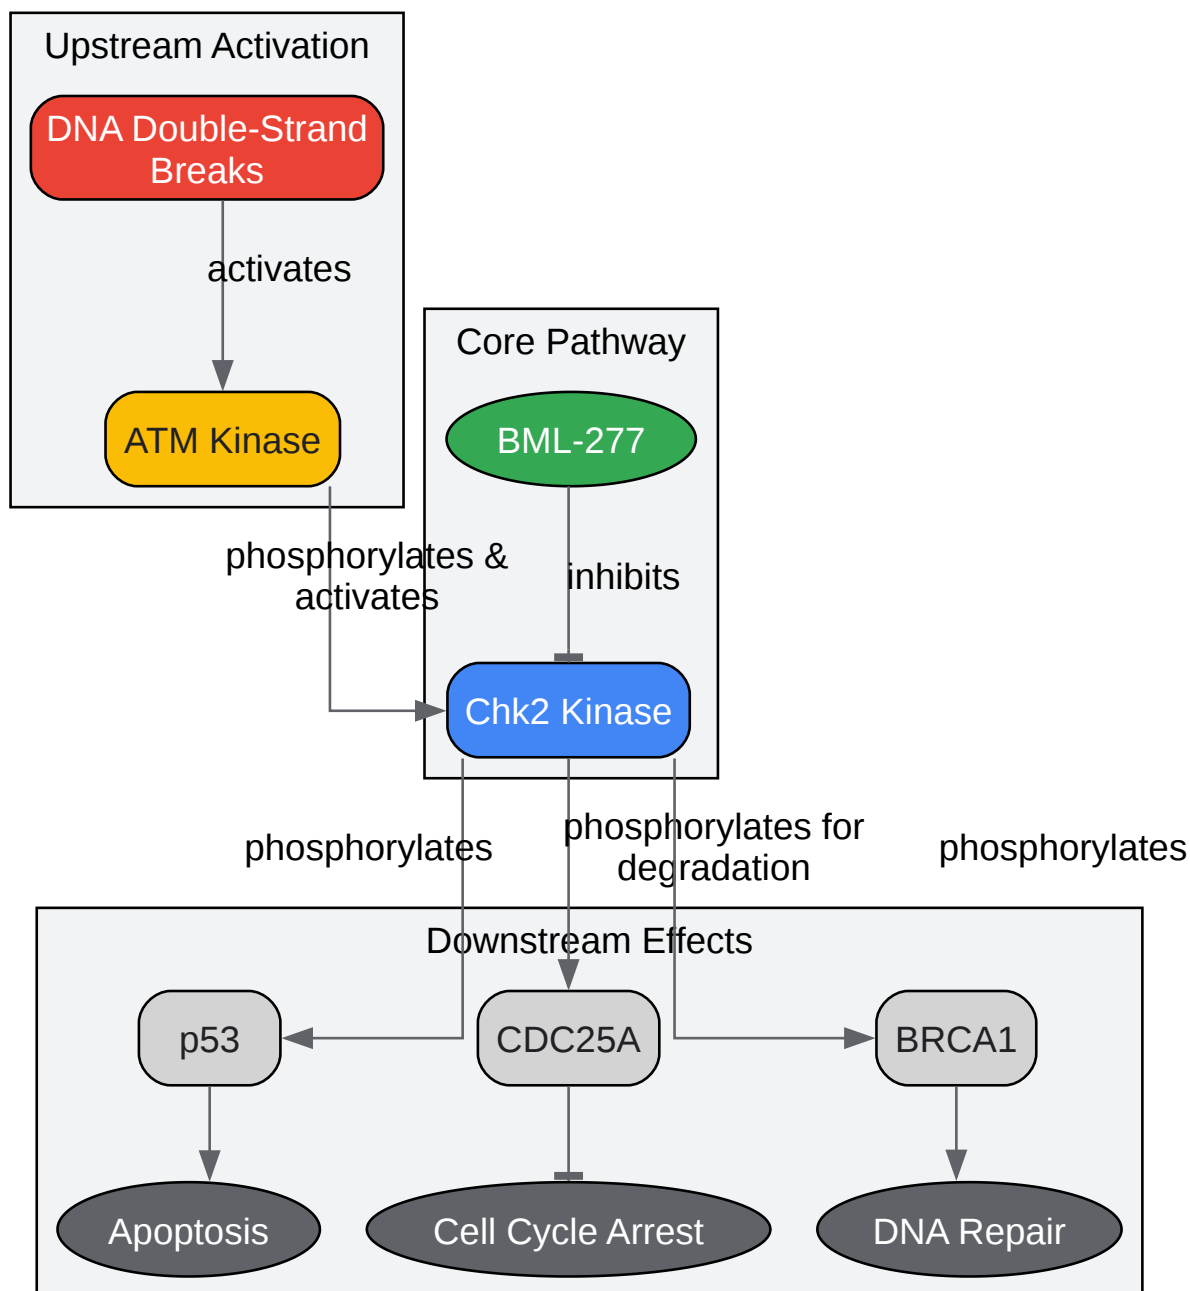 Upstream Activation
DNA Double-Strand
Breaks
activates
Core Pathway
ATM Kinase
BML-277
phosphorylates &
activates
inhibits
Chk2 Kinase
phosphorylates
phosphorylates for
degradation
phosphorylates
Downstream Effects
p53
CDC25A
BRCA1
Apoptosis
Cell Cycle Arrest
DNA Repair